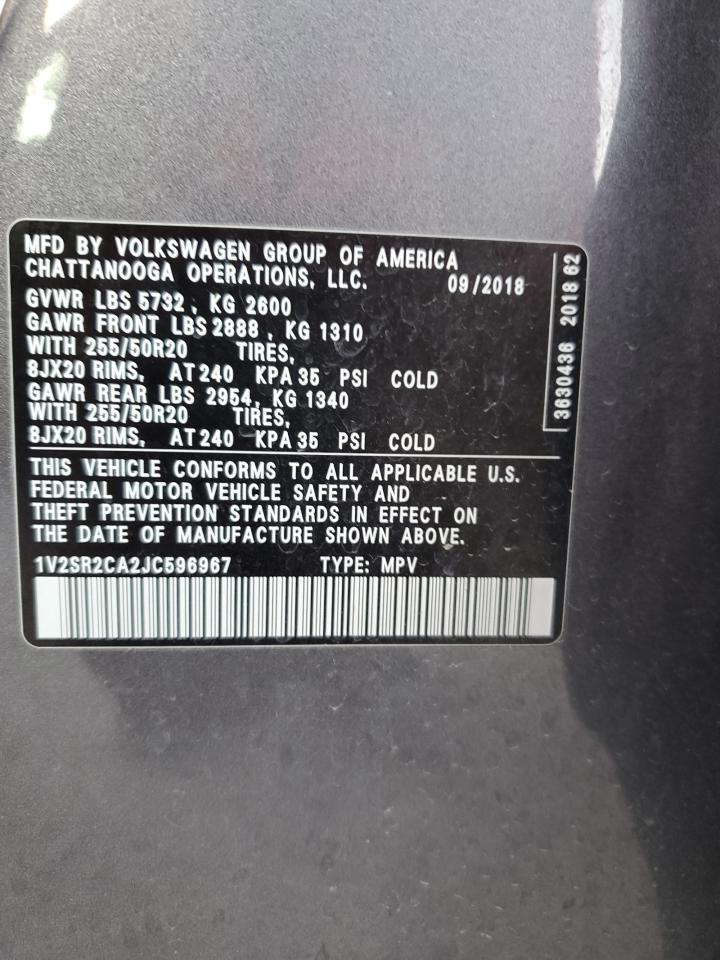 MFD BY VOLKSWAGEN GROUP OF AMERICA
CHATTANOOGA OPERATIONS, LLC. 09/2018
GVWR LBS 5732, KG 2600
GAWR FRONT LBS 2888, KG 1310
WITH 255/50R20 TIRES,
8JX20 RIMS, AT 240 KPA 35 PSI COLD
GAWR REAR LBS 2954, KG 1340
WITH 255/50R20 TIRES,
8JX20 RIMS, AT 240 KPA 35 PSI COLD
THIS VEHICLE CONFORMS TO ALL APPLICABLE U.S.
FEDERAL MOTOR VEHICLE SAFETY AND
THEFT PREVENTION STANDARDS IN EFFECT ON
THE DATE OF MANUFACTURE SHOWN ABOVE.
1V2SR2CA2JC596967 TYPE: MPV
3630436 2018 62